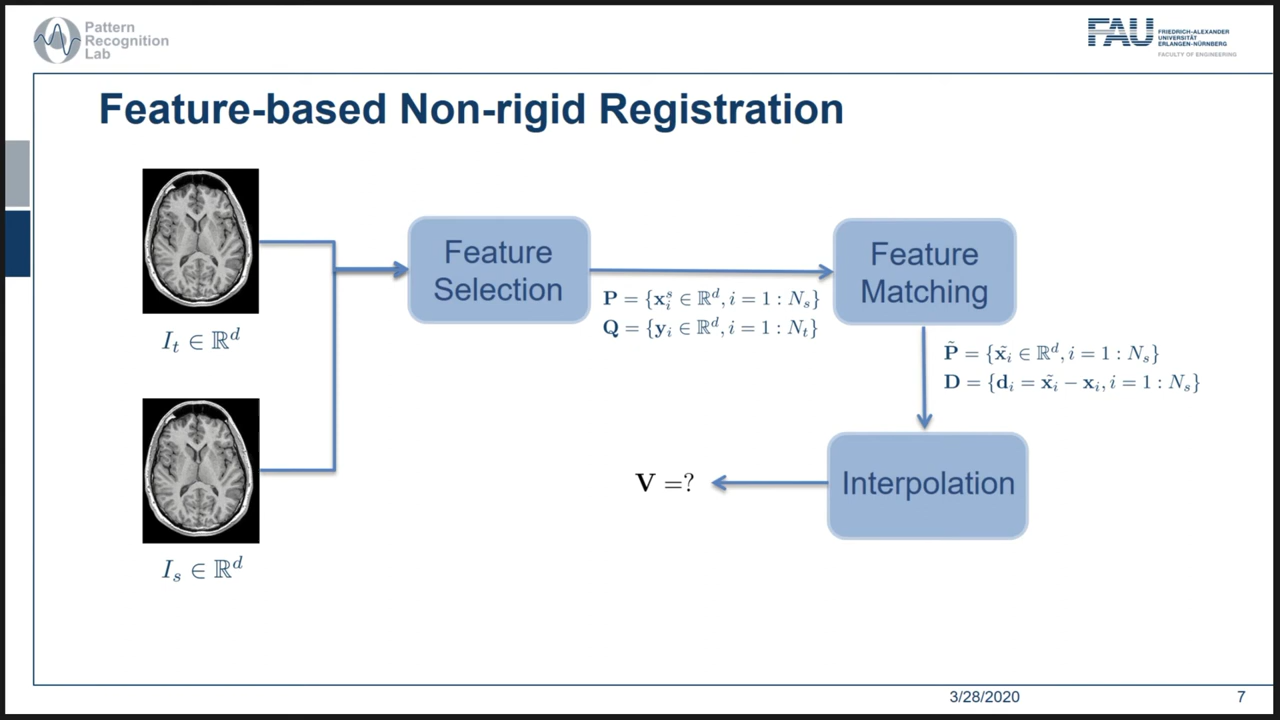 Pattern
Recognition
Lab
FAU
FRIEDRICH-ALEXANDER
UNIVERSITÄT
ERLANGEN-NÜRNBERG
FACULTY OF ENGINEERING
Feature-based Non-rigid Registration
I_t ∈ ℝ^d
I_s ∈ ℝ^d
Feature
Selection
P = {x_i^s ∈ ℝ^d, i = 1 : N_s}
Q = {y_i ∈ ℝ^d, i = 1 : N_t}
Feature
Matching
P̃ = {x̃_i ∈ ℝ^d, i = 1 : N_s}
D = {d_i = x̃_i − x_i, i = 1 : N_s}
Interpolation
V =?
3/28/2020
7